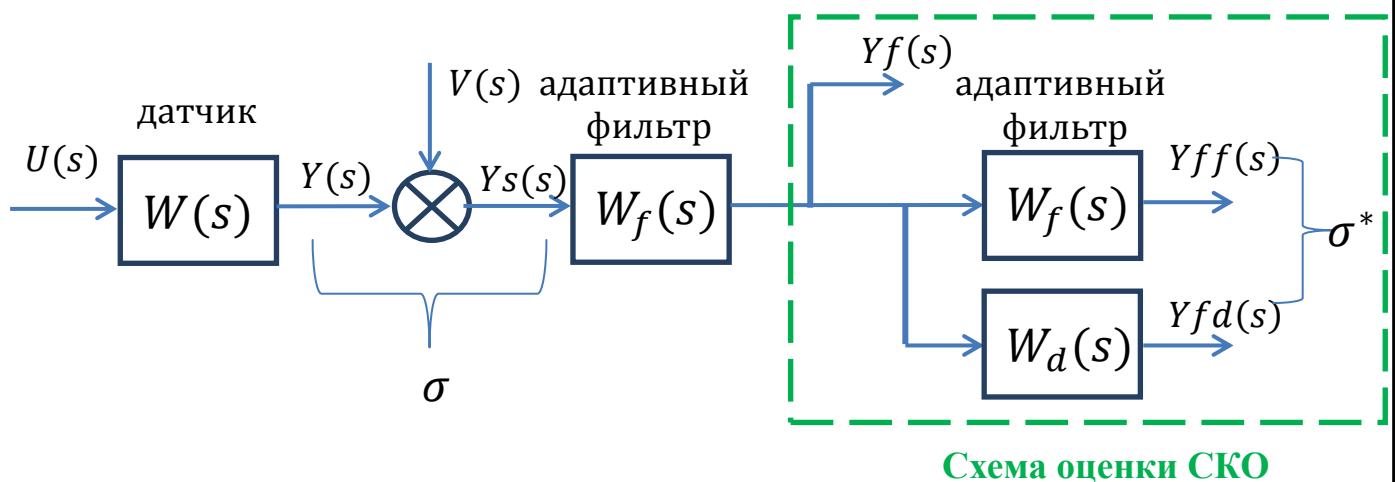 датчик
U(s)
W(s)
Y(s)
V(s)
Ys(s)
σ
адаптивный
фильтр
W_f(s)
Yf(s)
адаптивный
фильтр
W_f(s)
Yff(s)
W_d(s)
Yfd(s)
σ*
Схема оценки СКО